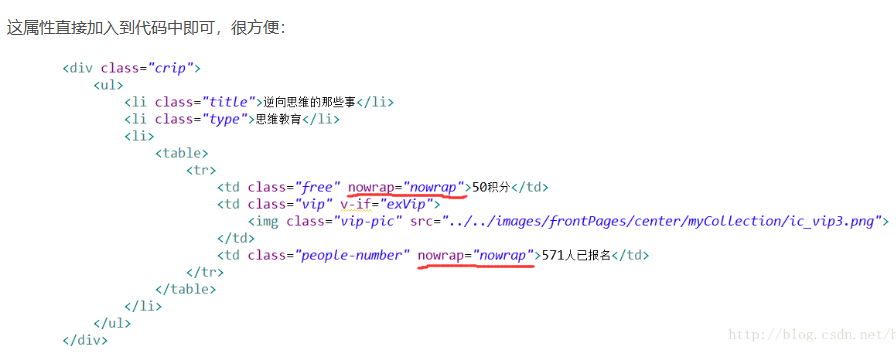 这属性直接加入到代码中即可，很方便：
<div class="crip">
<ul>
<li class="title">逆向思维的那些事</li>
<li class="type">思维教育</li>
<li>
<table>
<tr>
<td class="free" nowrap="nowrap">50积分</td>
<td class="vip" v-if="exVip">
<img class="vip-pic" src="../../images/frontPages/center/myCollection/ic_vip3.png">
</td>
<td class="people-number" nowrap="nowrap">571人已报名</td>
</tr>
</table>
</li>
</ul>
</div>
http://blog.csdn.net/